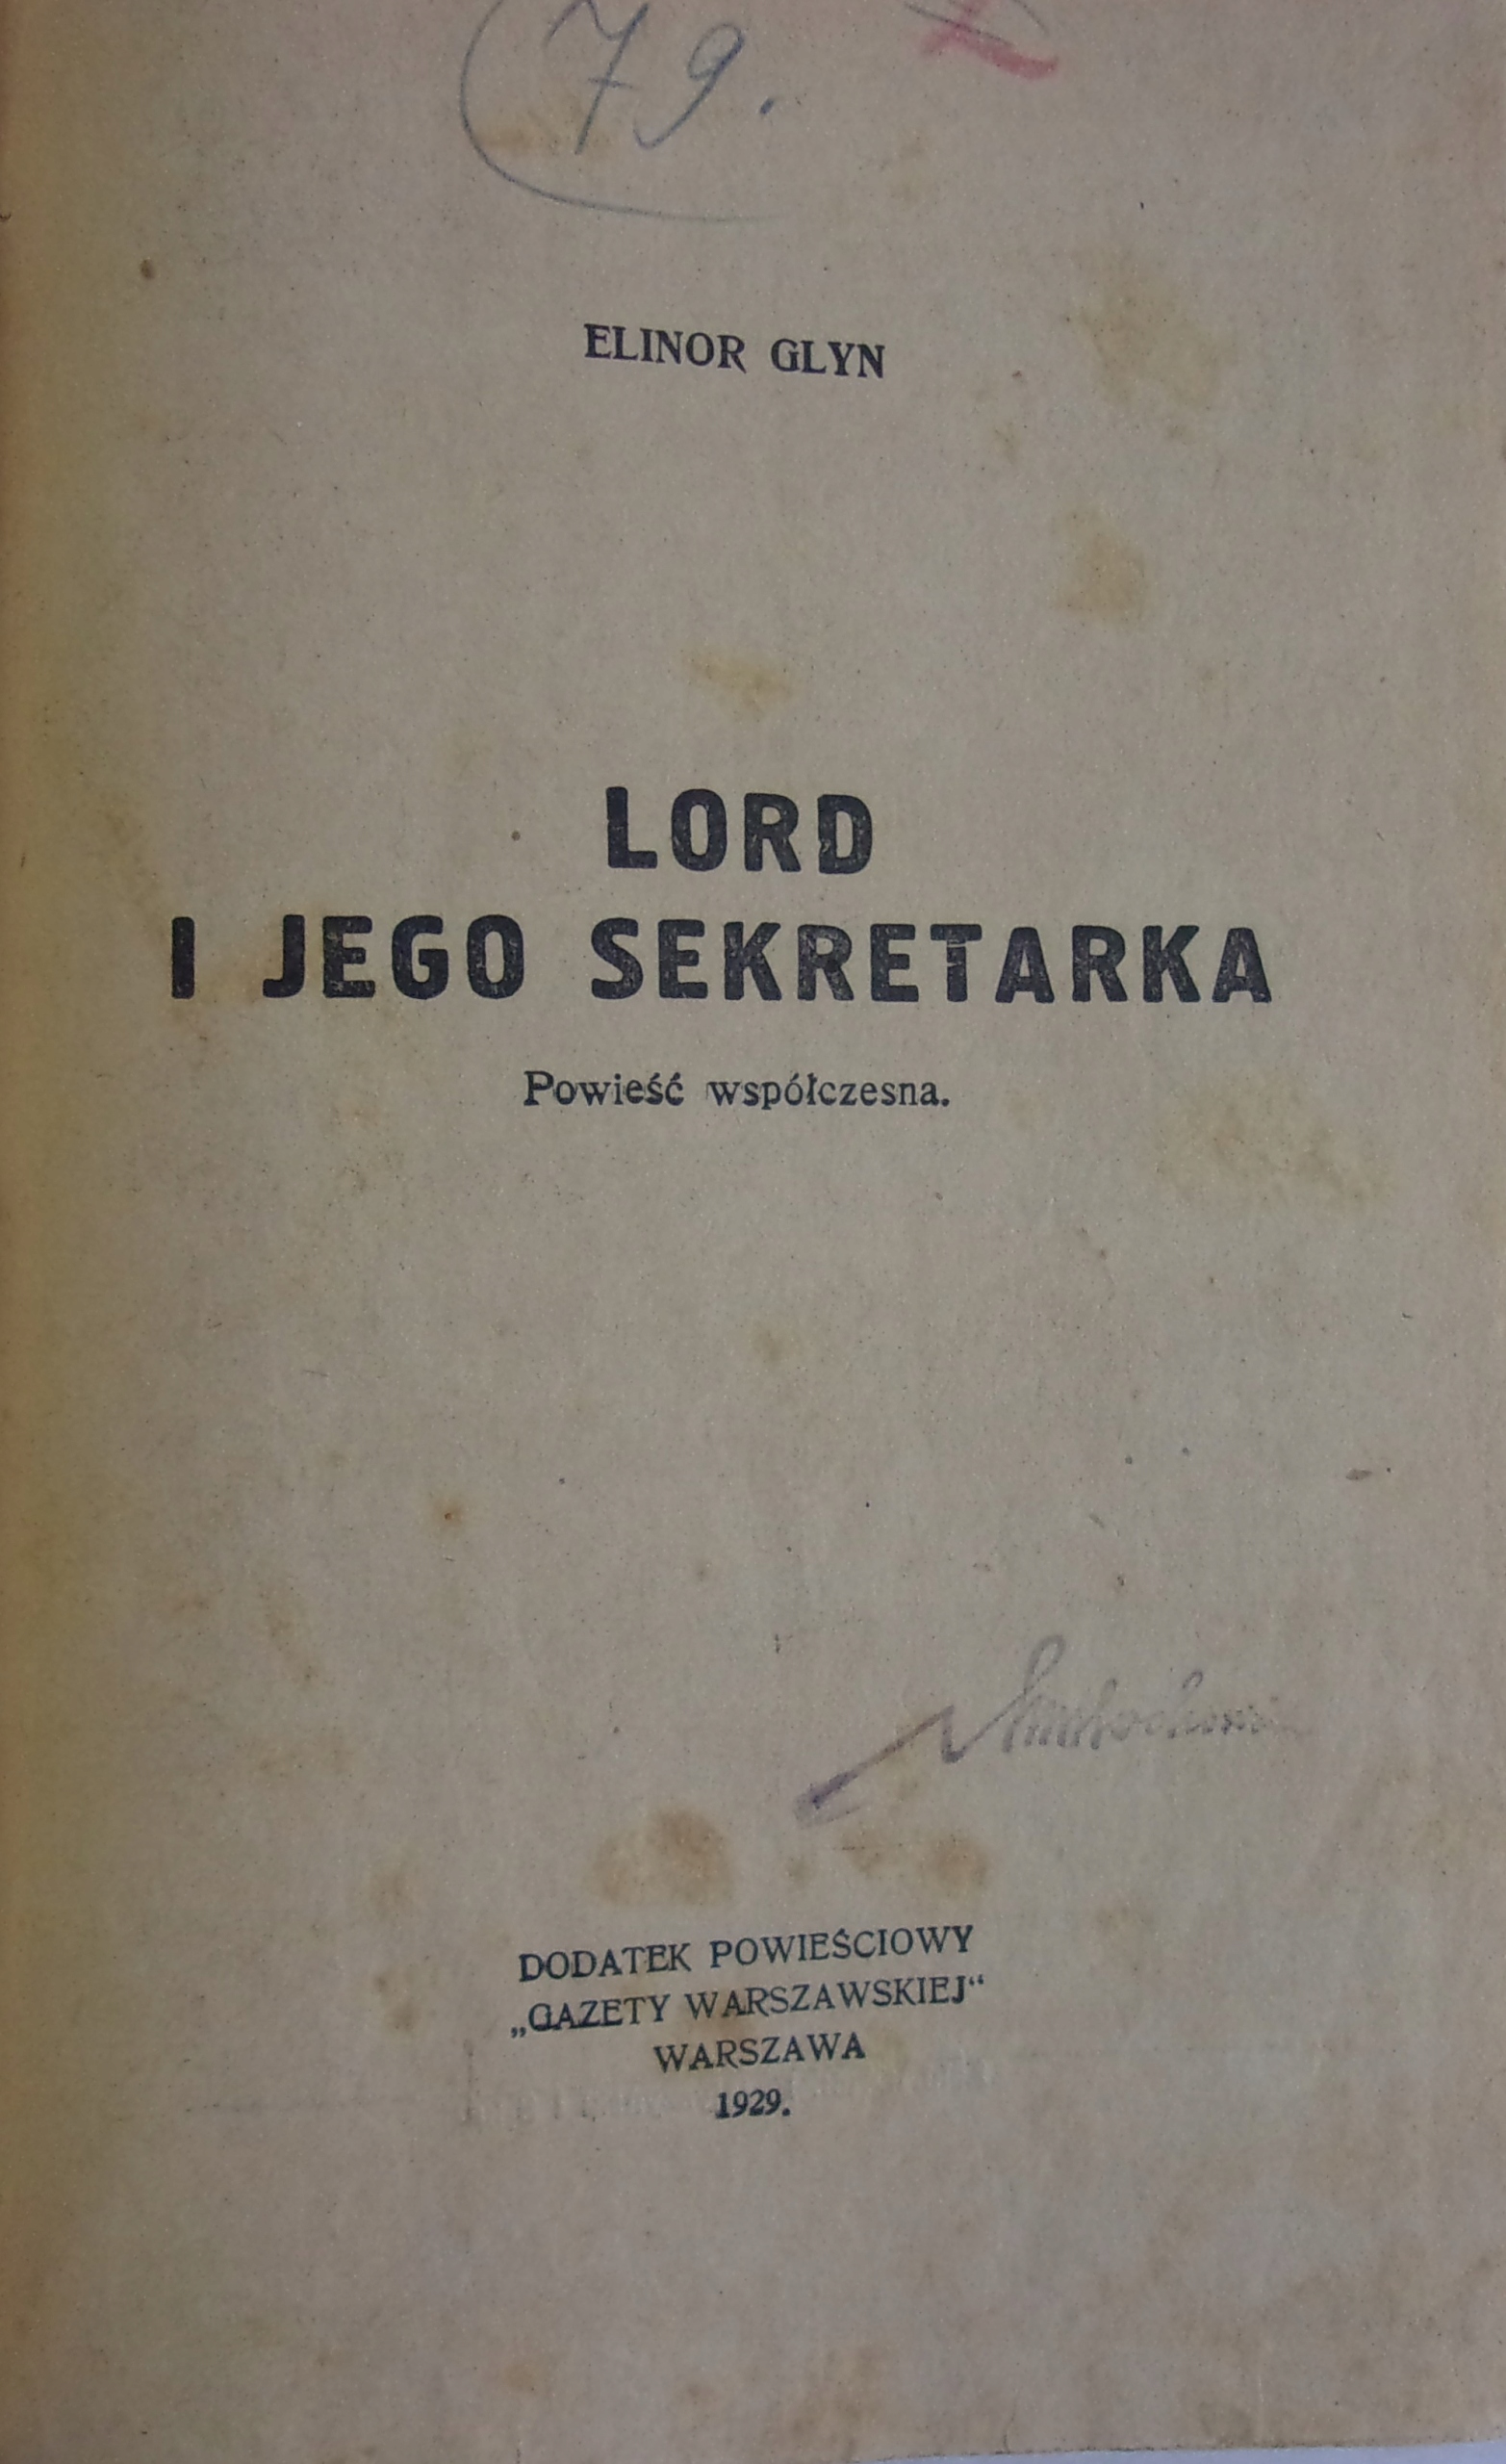 79.
ELINOR GLYN
LORD
I JEGO SEKRETARKA
Powieść współczesna.
DODATEK POWIEŚCIOWY
„GAZETY WARSZAWSKIEJ“
WARSZAWA
1929.